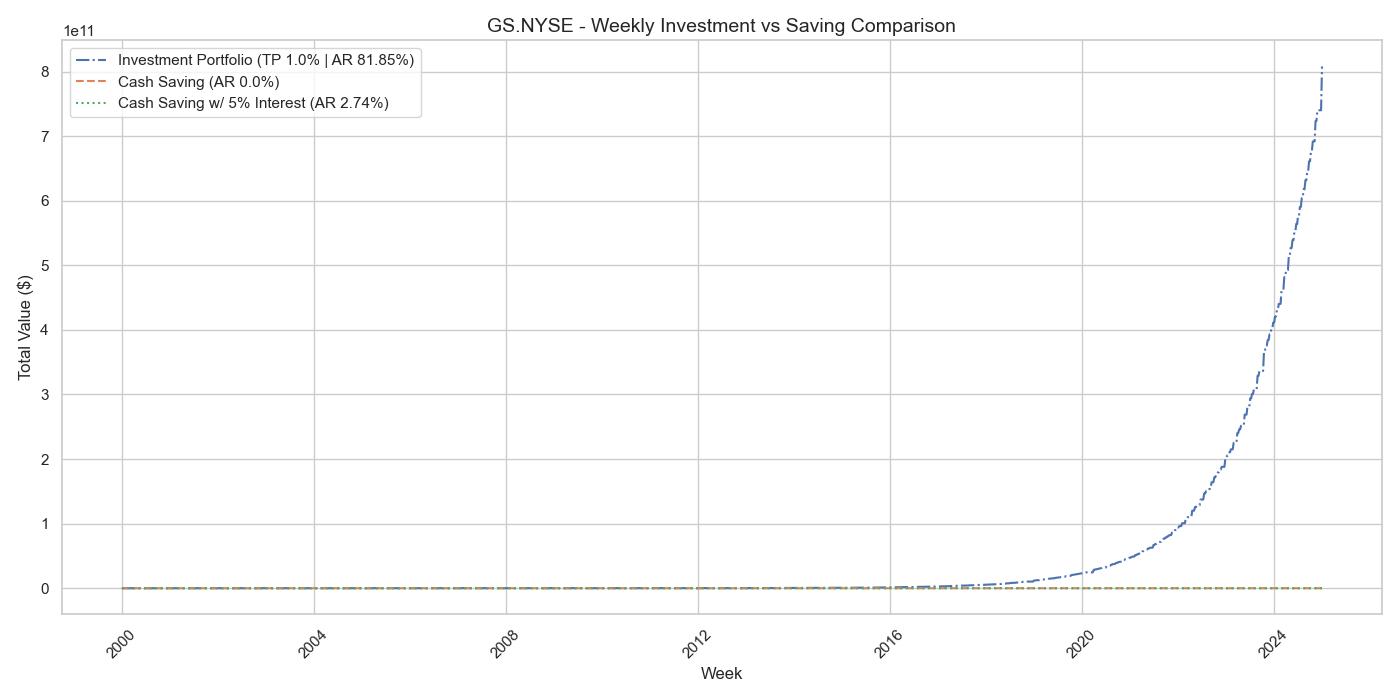 GS.NYSE - Weekly Investment vs Saving Comparison
1e11
Investment Portfolio (TP 1.0% | AR 81.85%)
Cash Saving (AR 0.0%)
Cash Saving w/ 5% Interest (AR 2.74%)
8
7
6
5
4
3
2
1
0
Total Value ($)
2000
2004
2008
2012
2016
2020
2024
Week